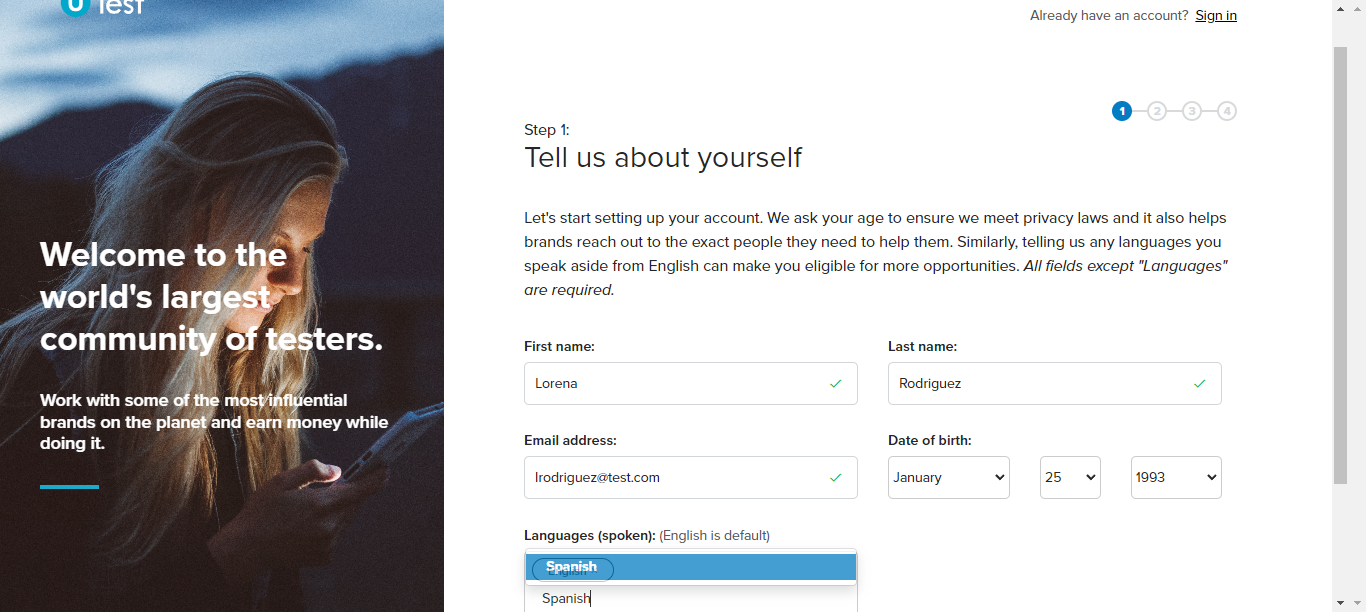 Test
Already have an account? Sign in
1 2 3 4
Step 1:
Tell us about yourself
Let's start setting up your account. We ask your age to ensure we meet privacy laws and it also helps
brands reach out to the exact people they need to help them. Similarly, telling us any languages you
speak aside from English can make you eligible for more opportunities. All fields except "Languages"
are required.
Welcome to the
world's largest
community of testers.
Work with some of the most influential
brands on the planet and earn money while
doing it.
First name: Last name:
Lorena Rodriguez
Email address: Date of birth:
lrodriguez@test.com January 25 1993
Languages (spoken): (English is default)
Spanish
English
Spanish